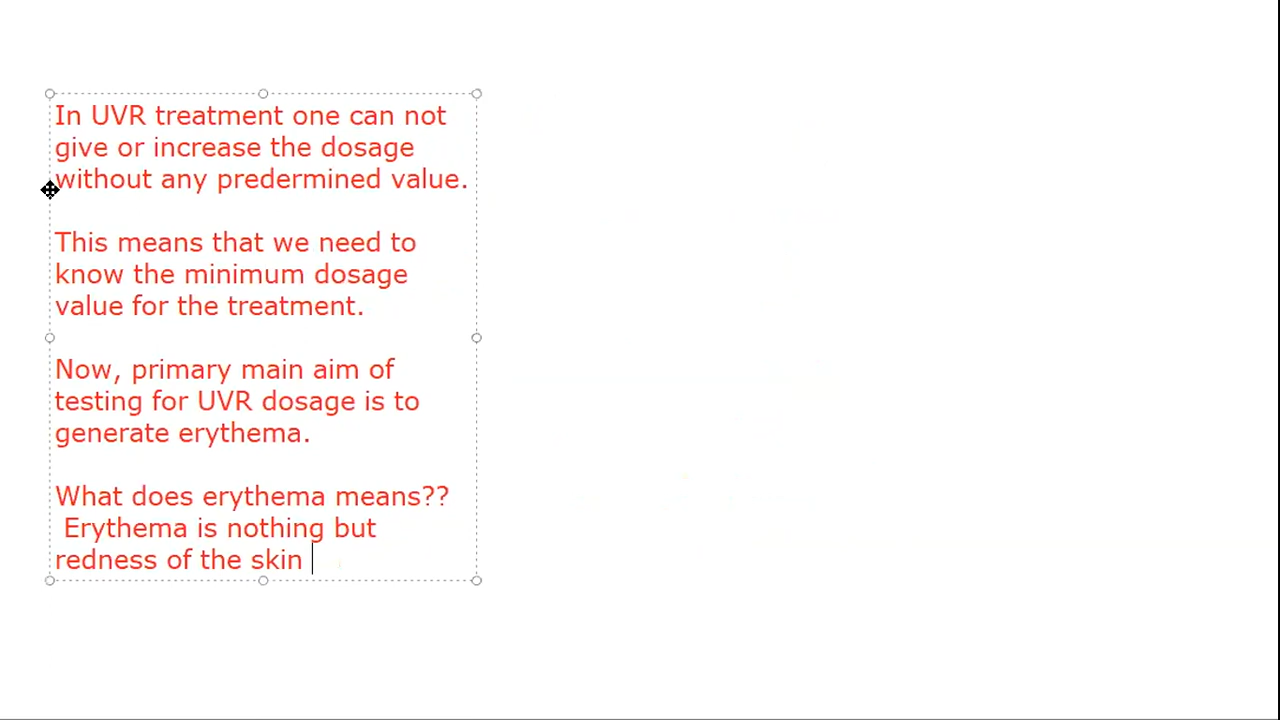 In UVR treatment one can not
give or increase the dosage
without any predermined value.
This means that we need to
know the minimum dosage
value for the treatment.
Now, primary main aim of
testing for UVR dosage is to
generate erythema.
What does erythema means??
Erythema is nothing but
redness of the skin